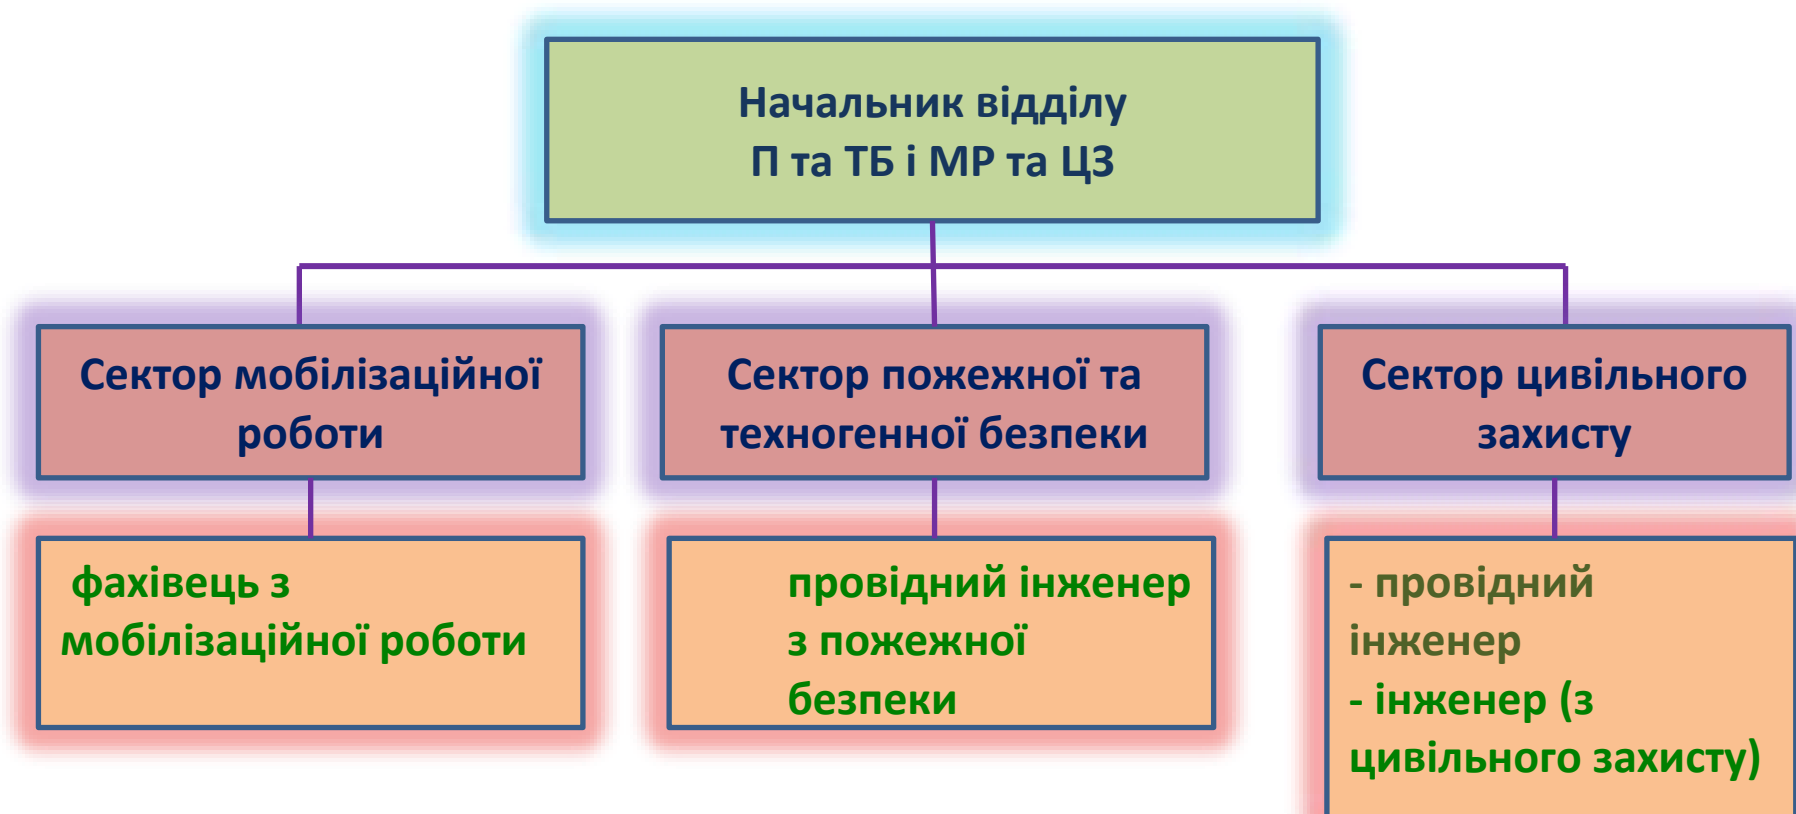 Начальник відділу
П та ТБ і МР та ЦЗ
Сектор мобілізаційної
роботи
Сектор пожежної та
техногенної безпеки
Сектор цивільного
захисту
фахівець з
мобілізаційної роботи
провідний інженер
з пожежної
безпеки
- провідний
інженер
- інженер (з
цивільного захисту)